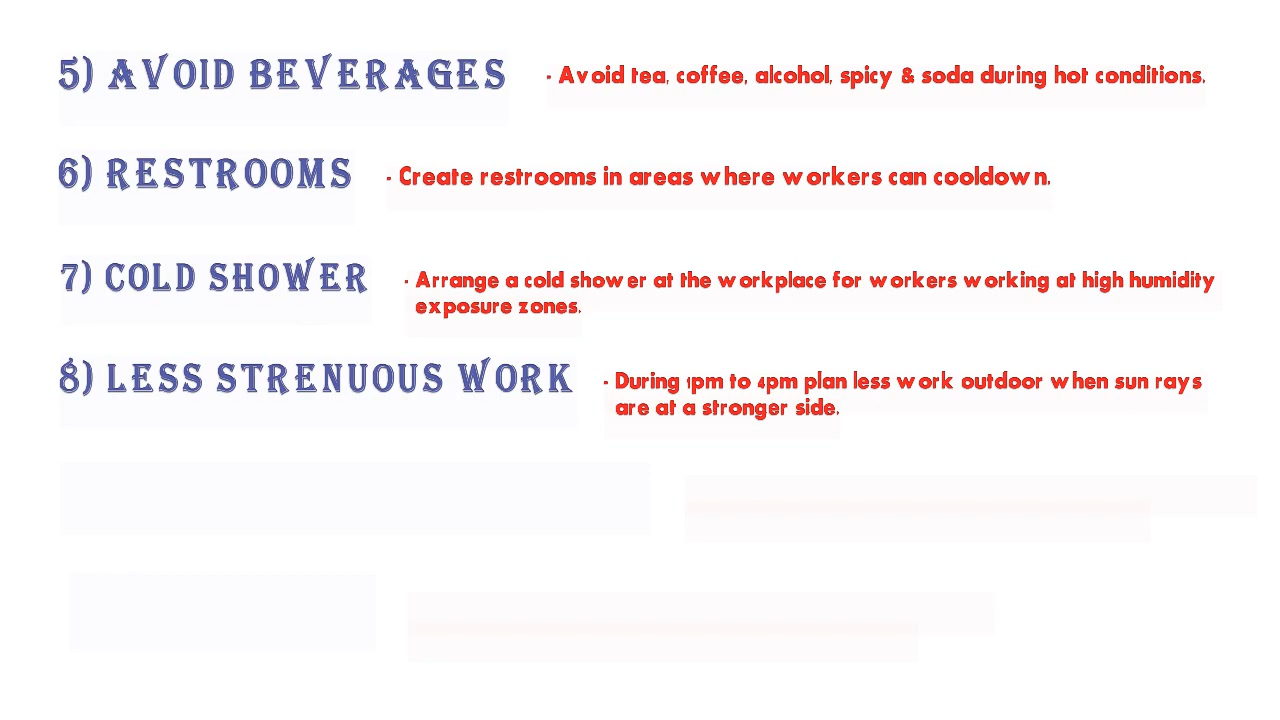 5) AVOID BEVERAGES - Avoid tea, coffee, alcohol, spicy & soda during hot conditions.
6) RESTROOMS - Create restrooms in areas where workers can cooldown.
7) COLD SHOWER - Arrange a cold shower at the workplace for workers working at high humidity
exposure zones.
8) LESS STRENUOUS WORK - During 1pm to 4pm plan less work outdoor when sun rays
are at a stronger side.